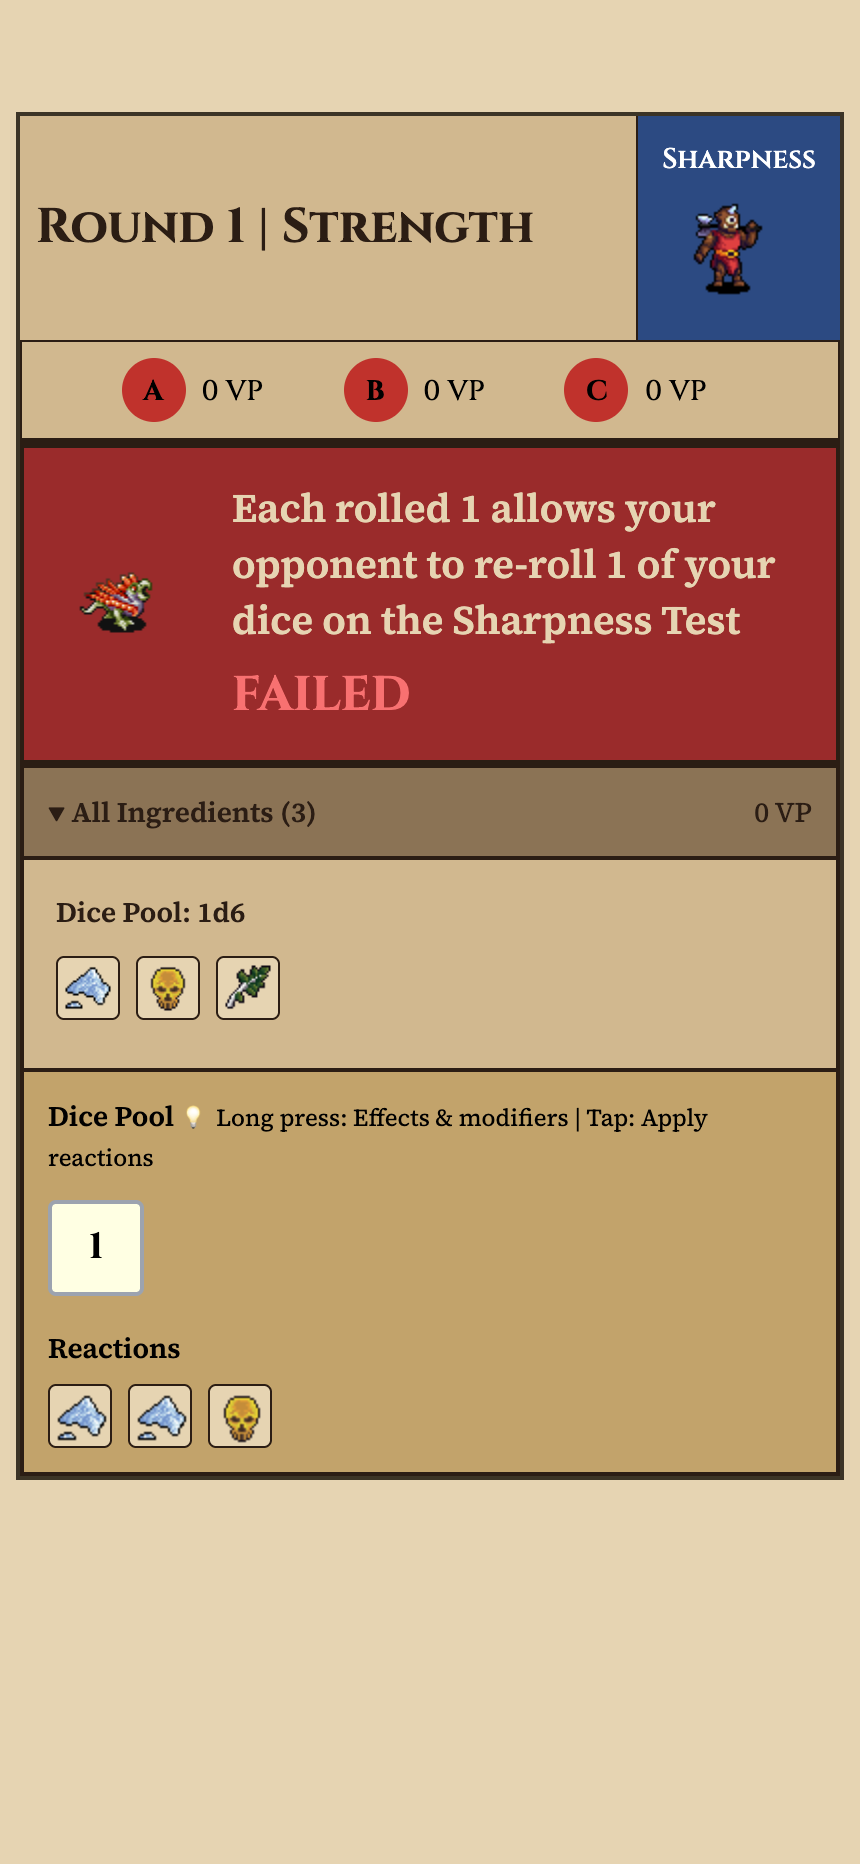 Round 1 | Strength
Sharpness
A 0 VP B 0 VP C 0 VP
Each rolled 1 allows your
opponent to re-roll 1 of your
dice on the Sharpness Test
FAILED
▼ All Ingredients (3) 0 VP
Dice Pool: 1d6
Dice Pool 💡 Long press: Effects & modifiers | Tap: Apply
reactions
1
Reactions